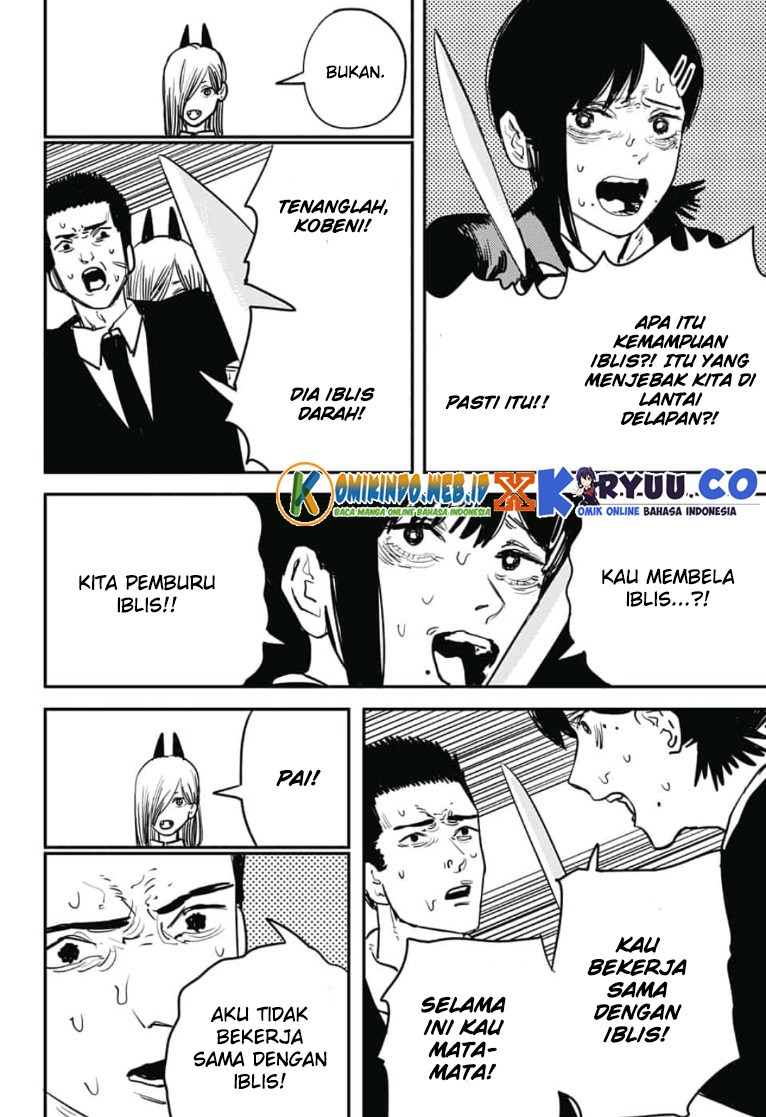 APA ITU
KEMAMPUAN
IBLIS?! ITU YANG
MENJEBAK KITA DI
LANTAI
DELAPAN?!
PASTI ITU!!
BUKAN.
TENANGLAH,
KOBENI!
DIA IBLIS
DARAH!
KOMIKINDO.WEB.ID
BACA MANGA ONLINE BAHASA INDONESIA
X
KIRYUU.CO
OMIK ONLINE BAHASA INDONESIA
KAU MEMBELA
IBLIS...?!
KITA PEMBURU
IBLIS!!
KAU
BEKERJA
SAMA
DENGAN
IBLIS!
SELAMA
INI KAU
MATA-
MATA!
PAI!
AKU TIDAK
BEKERJA
SAMA DENGAN
IBLIS!